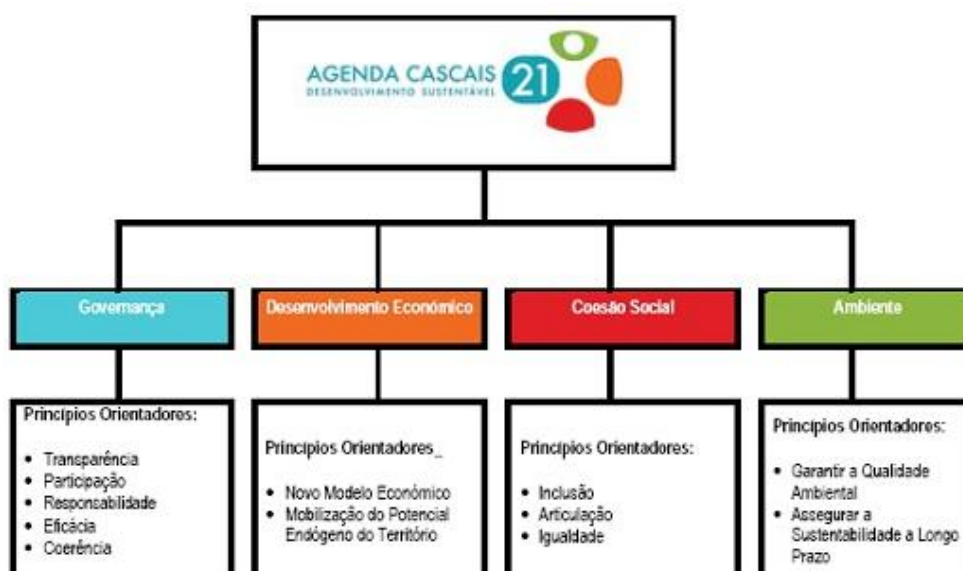 AGENDA CASCAIS 21
DESENVOLVIMENTO SUSTENTÁVEL
Governança
Princípios Orientadores:
• Transparência
• Participação
• Responsabilidade
• Eficácia
• Coerência
Desenvolvimento Económico
Princípios Orientadores_
• Novo Modelo Económico
• Mobilização do Potencial
Endógeno do Território
Coesão Social
Princípios Orientadores:
• Inclusão
• Articulação
• Igualdade
Ambiente
Princípios Orientadores:
• Garantir a Qualidade
Ambiental
• Assegurar a
Sustentabilidade a Longo
Prazo